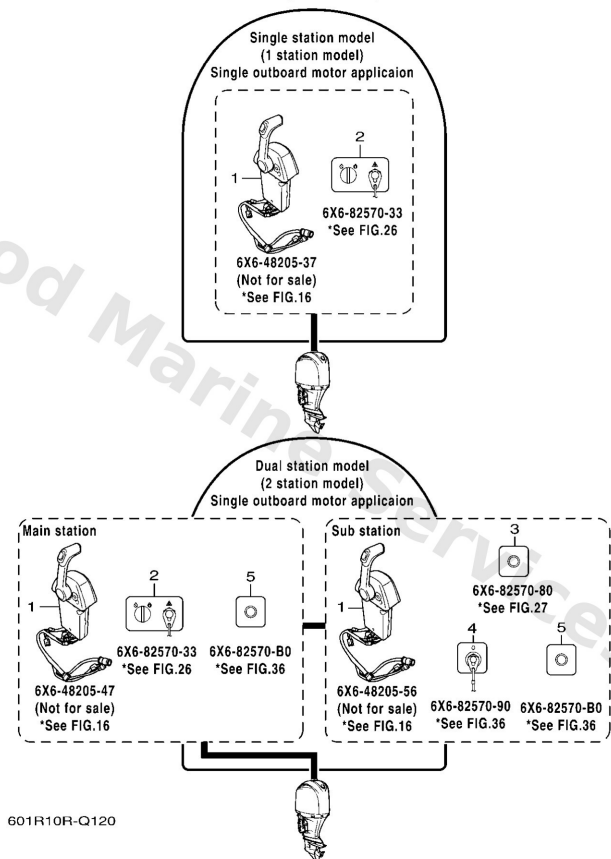 Single station model
(1 station model)
Single outboard motor applicaion
1
2
6X6-82570-33
*See FIG.26
6X6-48205-37
(Not for sale)
*See FIG.16
od Marine Services
Dual station model
(2 station model)
Single outboard motor applicaion
Main station
1
2
5
6X6-82570-33
*See FIG.26
6X6-82570-B0
*See FIG.36
6X6-48205-47
(Not for sale)
*See FIG.16
Sub station
3
6X6-82570-80
*See FIG.27
1
4
5
6X6-48205-56
(Not for sale)
*See FIG.16
6X6-82570-90
*See FIG.36
6X6-82570-B0
*See FIG.36
601R10R-Q120